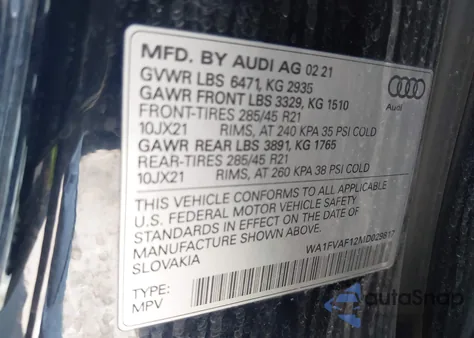 MFD. BY AUDI AG 02 21
GVWR LBS 6471, KG 2935
GAWR FRONT LBS 3329, KG 1510
FRONT-TIRES 285/45 R21
10JX21 RIMS, AT 240 KPA 35 PSI COLD
GAWR REAR LBS 3891, KG 1765
REAR-TIRES 285/45 R21
10JX21 RIMS, AT 260 KPA 38 PSI COLD
Audi
THIS VEHICLE CONFORMS TO ALL APPLICABLE
U.S. FEDERAL MOTOR VEHICLE SAFETY
STANDARDS IN EFFECT ON THE DATE OF
MANUFACTURE SHOWN ABOVE.
SLOVAKIA WA1FVAF12MD029817
TYPE:
MPV
autoSnap